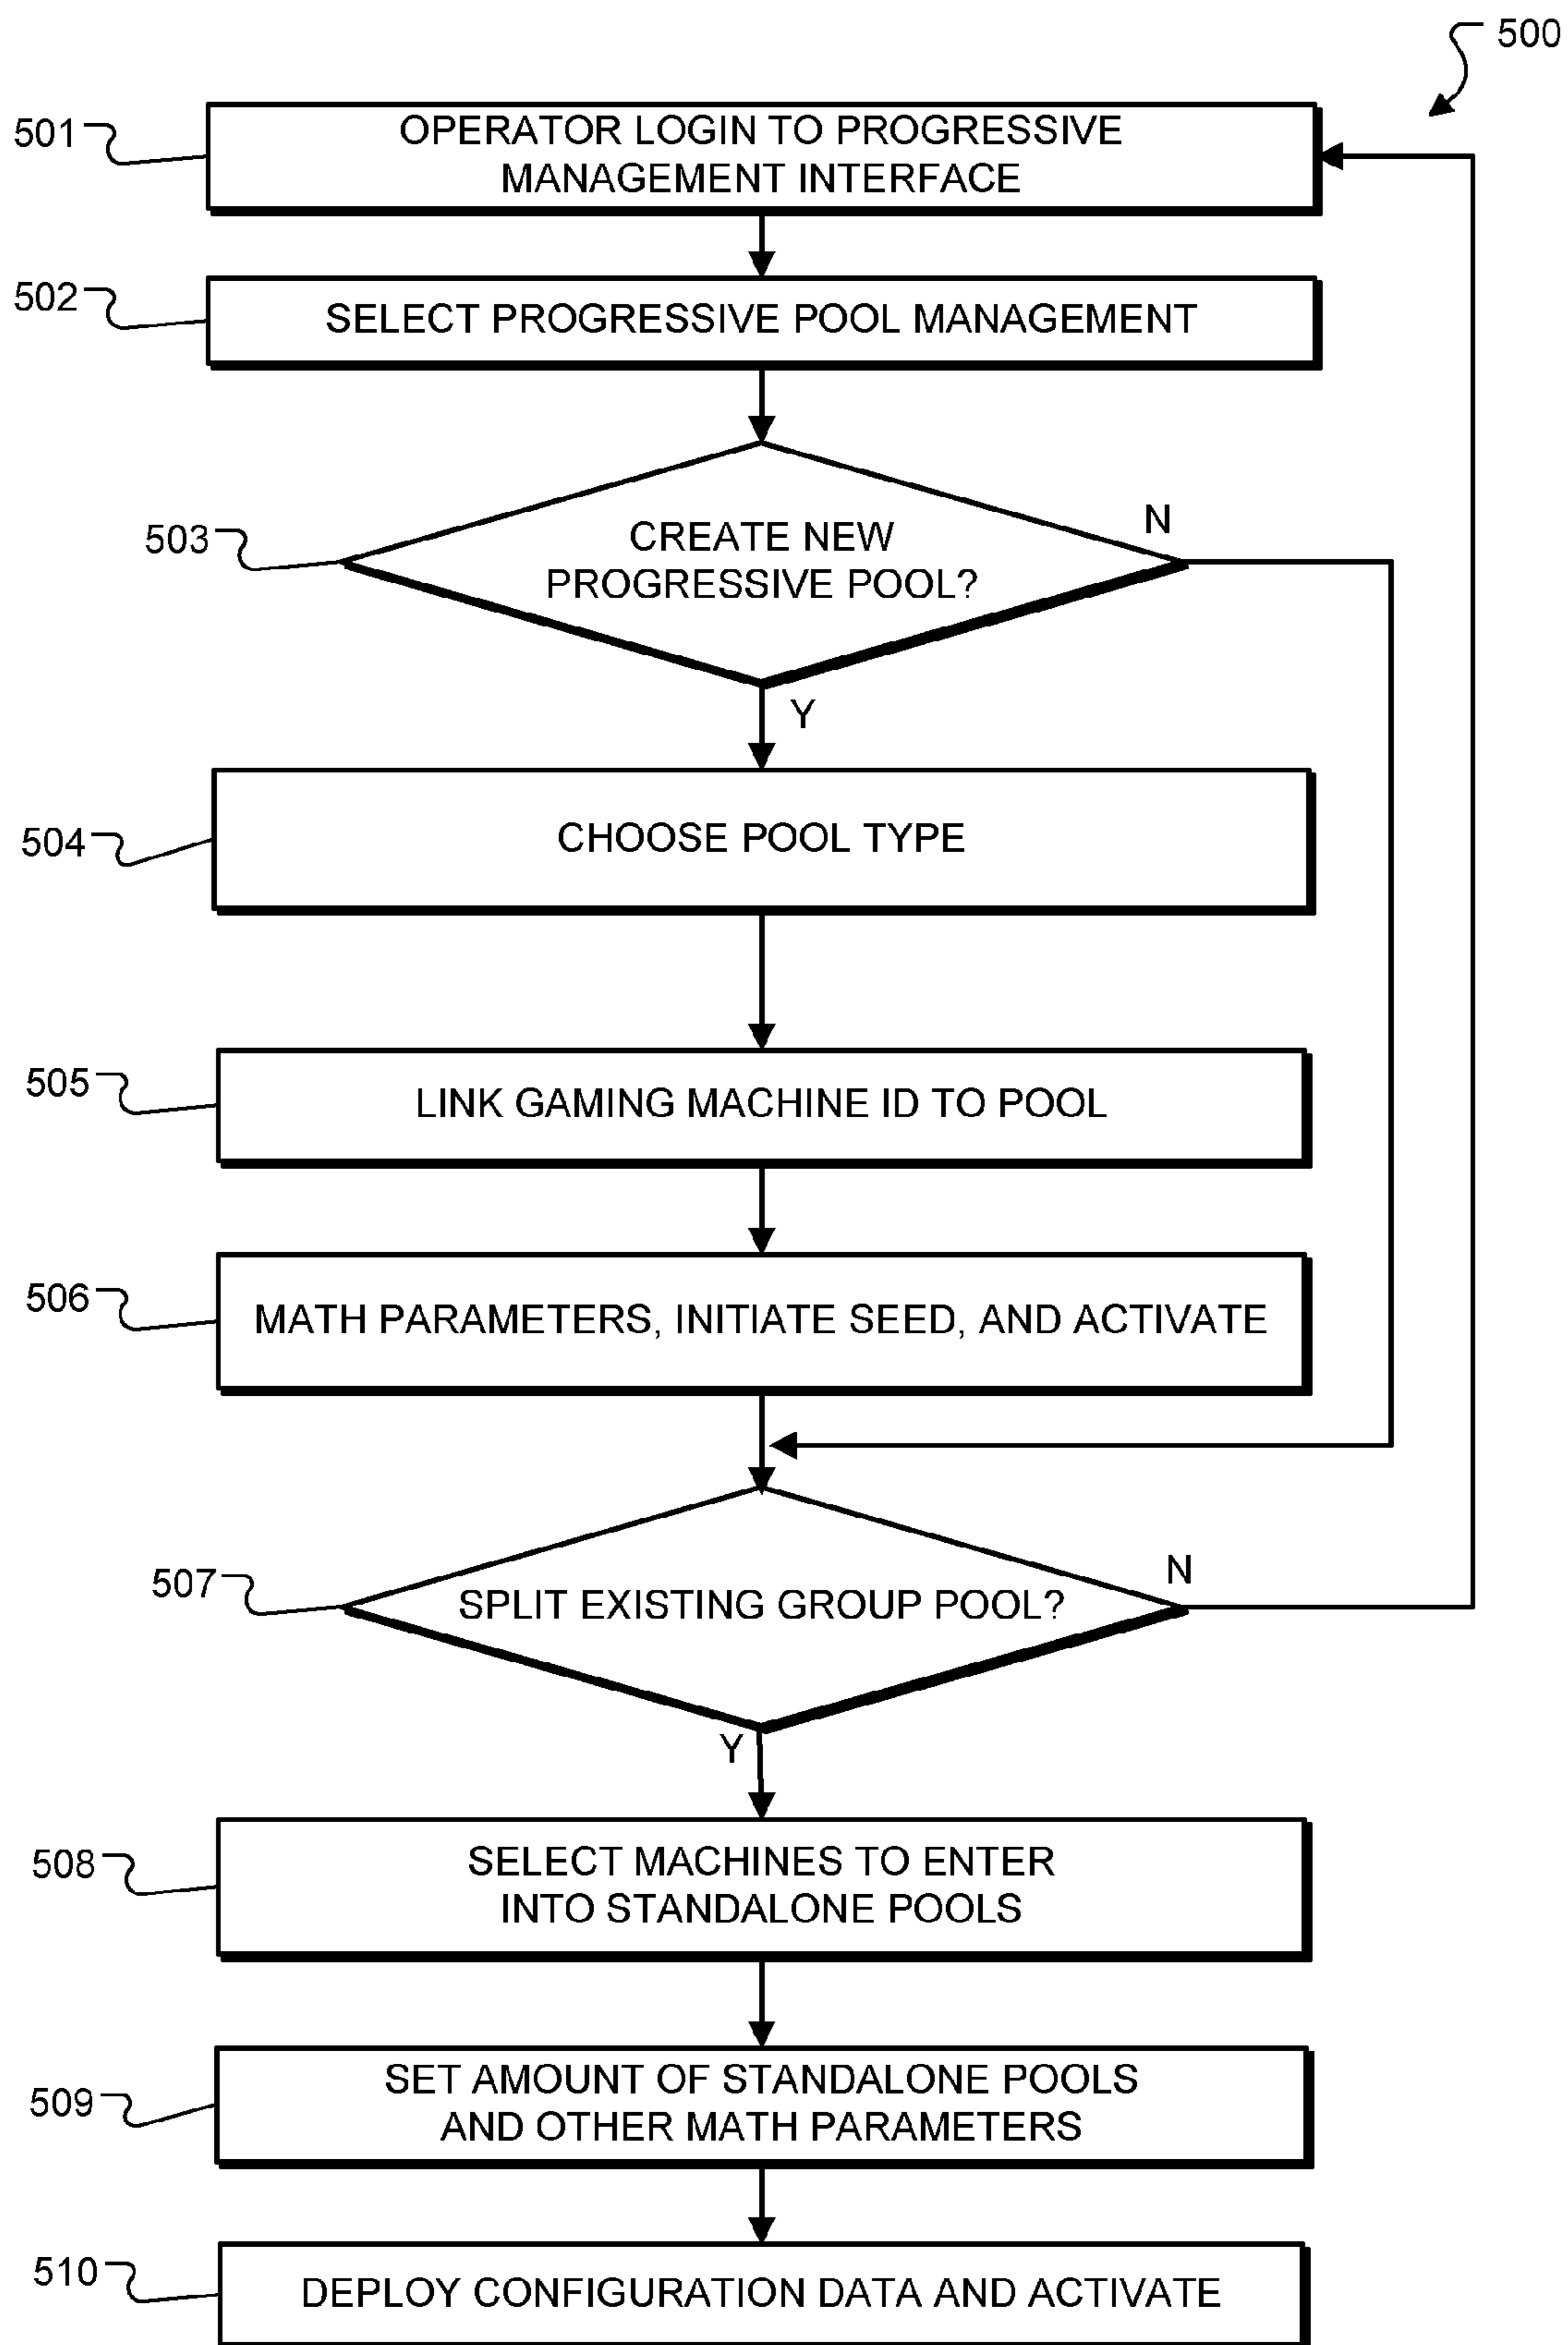 500
501
OPERATOR LOGIN TO PROGRESSIVE
MANAGEMENT INTERFACE
502
SELECT PROGRESSIVE POOL MANAGEMENT
503
CREATE NEW
PROGRESSIVE POOL?
N
Y
504
CHOOSE POOL TYPE
505
LINK GAMING MACHINE ID TO POOL
506
MATH PARAMETERS, INITIATE SEED, AND ACTIVATE
507
SPLIT EXISTING GROUP POOL?
N
Y
508
SELECT MACHINES TO ENTER
INTO STANDALONE POOLS
509
SET AMOUNT OF STANDALONE POOLS
AND OTHER MATH PARAMETERS
510
DEPLOY CONFIGURATION DATA AND ACTIVATE